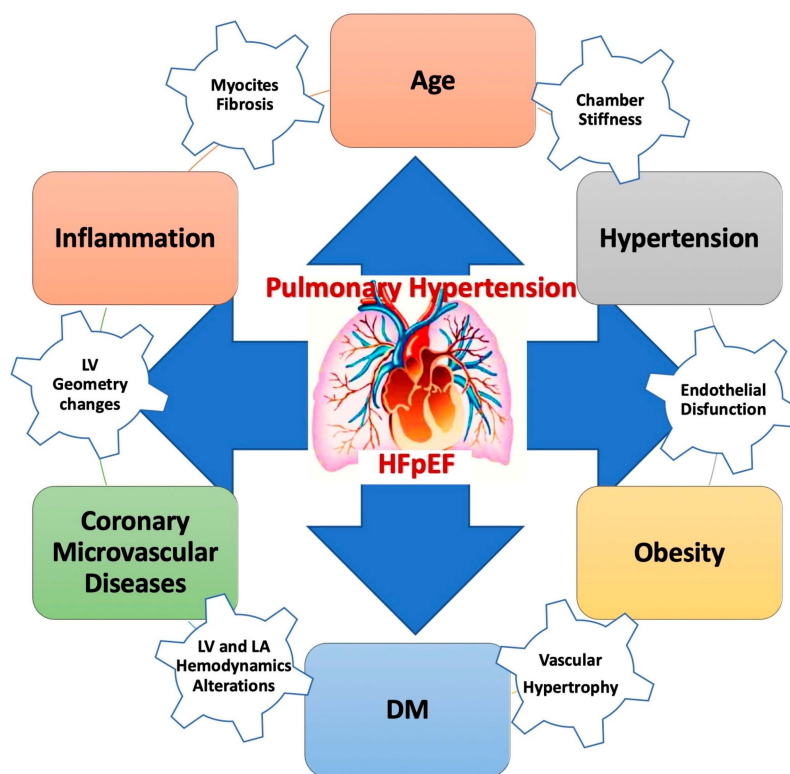 Age
Myocites
Fibrosis
Chamber
Stiffness
Inflammation
Hypertension
Pulmonary Hypertension
LV
Geometry
changes
Endothelial
Disfunction
HFpEF
Coronary
Microvascular
Diseases
Obesity
LV and LA
Hemodynamics
Alterations
Vascular
Hypertrophy
DM